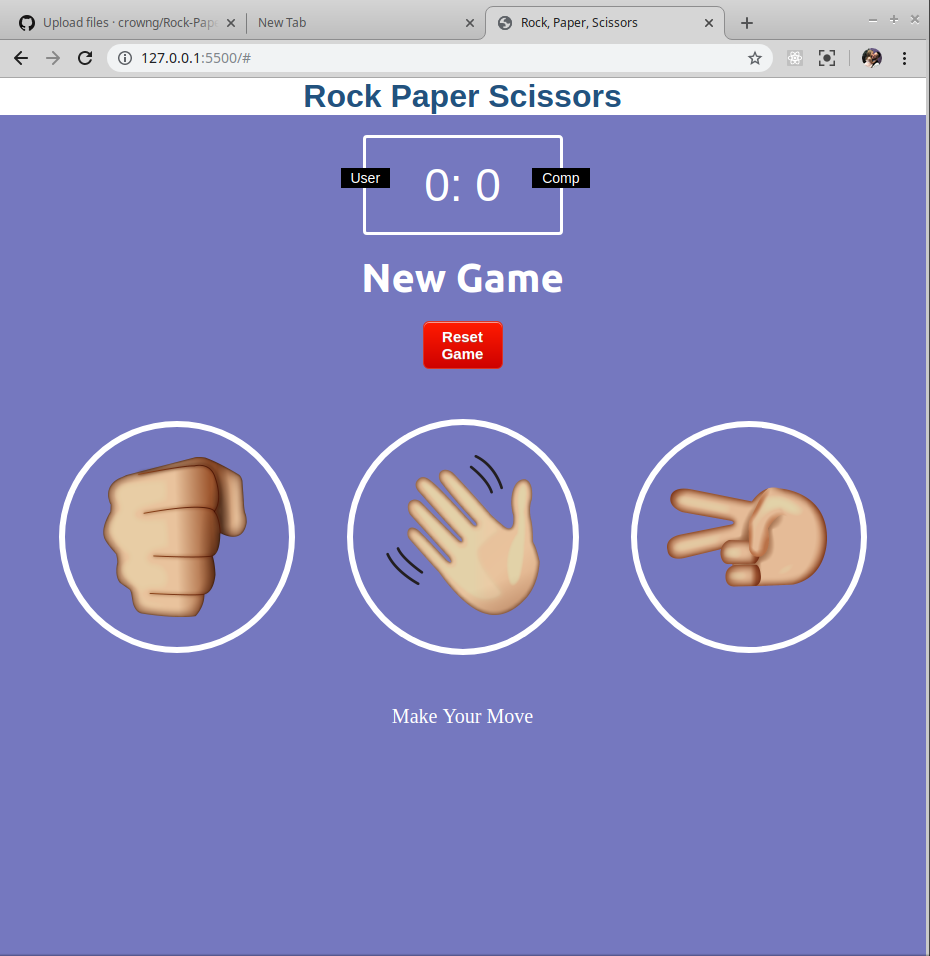 Upload files · crowng/Rock-Pap
New Tab
Rock, Paper, Scissors
127.0.0.1:5500/#
Rock Paper Scissors
User
0: 0
Comp
New Game
Reset
Game
Make Your Move